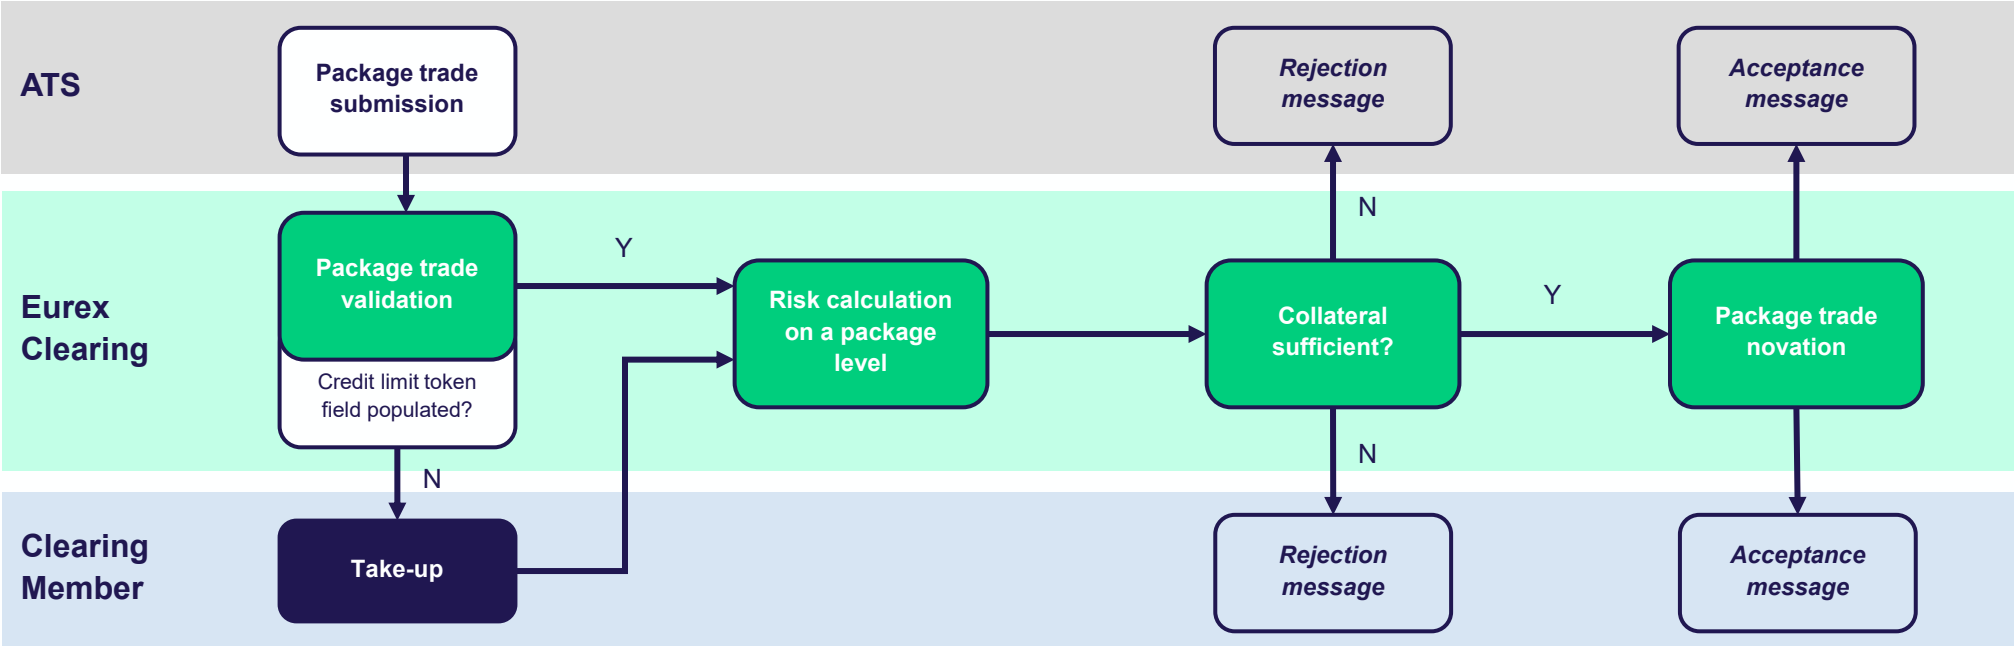 ATS
Package trade
submission
Rejection
message
Acceptance
message
Eurex
Clearing
Package trade
validation
Credit limit token
field populated?
Y
N
Risk calculation
on a package
level
N
Collateral
sufficient?
N
Y
Package trade
novation
Clearing
Member
Take-up
Rejection
message
Acceptance
message